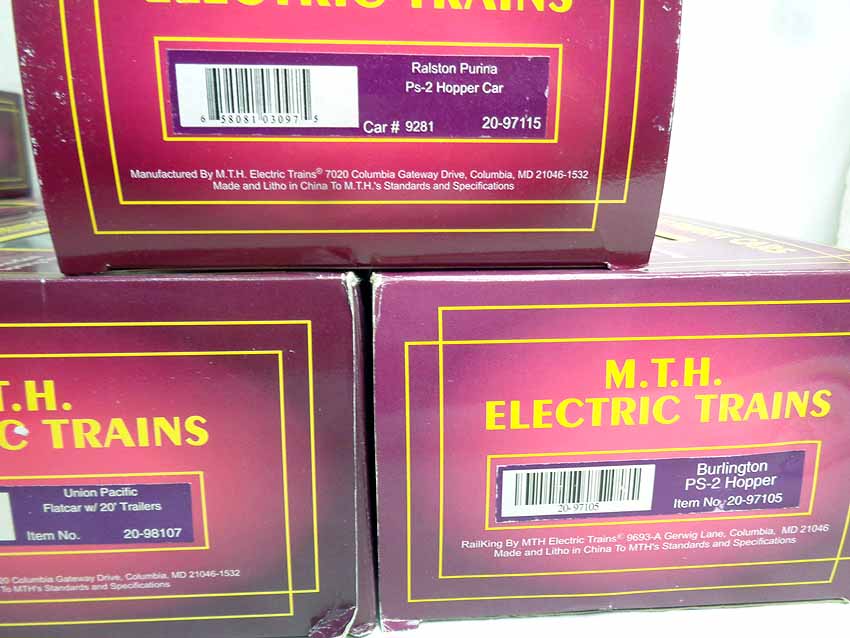 ELECTRIC TRAINS
Ralston Purina
Ps-2 Hopper Car
6 58081 03097 5
Car # 9281 20-97115
Manufactured By M.T.H. Electric Trains® 7020 Columbia Gateway Drive, Columbia, MD 21046-1532
Made and Litho in China To M.T.H.'s Standards and Specifications
T.H.
C TRAINS
Union Pacific
Flatcar w/ 20' Trailers
Item No. 20-98107
20 Columbia Gateway Drive, Columbia, MD 21046-1532
To MTH's Standards and Specifications
M.T.H.
ELECTRIC TRAINS
Burlington
PS-2 Hopper
20-97105
Item No. 20-97105
RailKing By MTH Electric Trains® 9693-A Gerwig Lane, Columbia, MD 21046
Made and Litho in China To MTH's Standards and Specifications